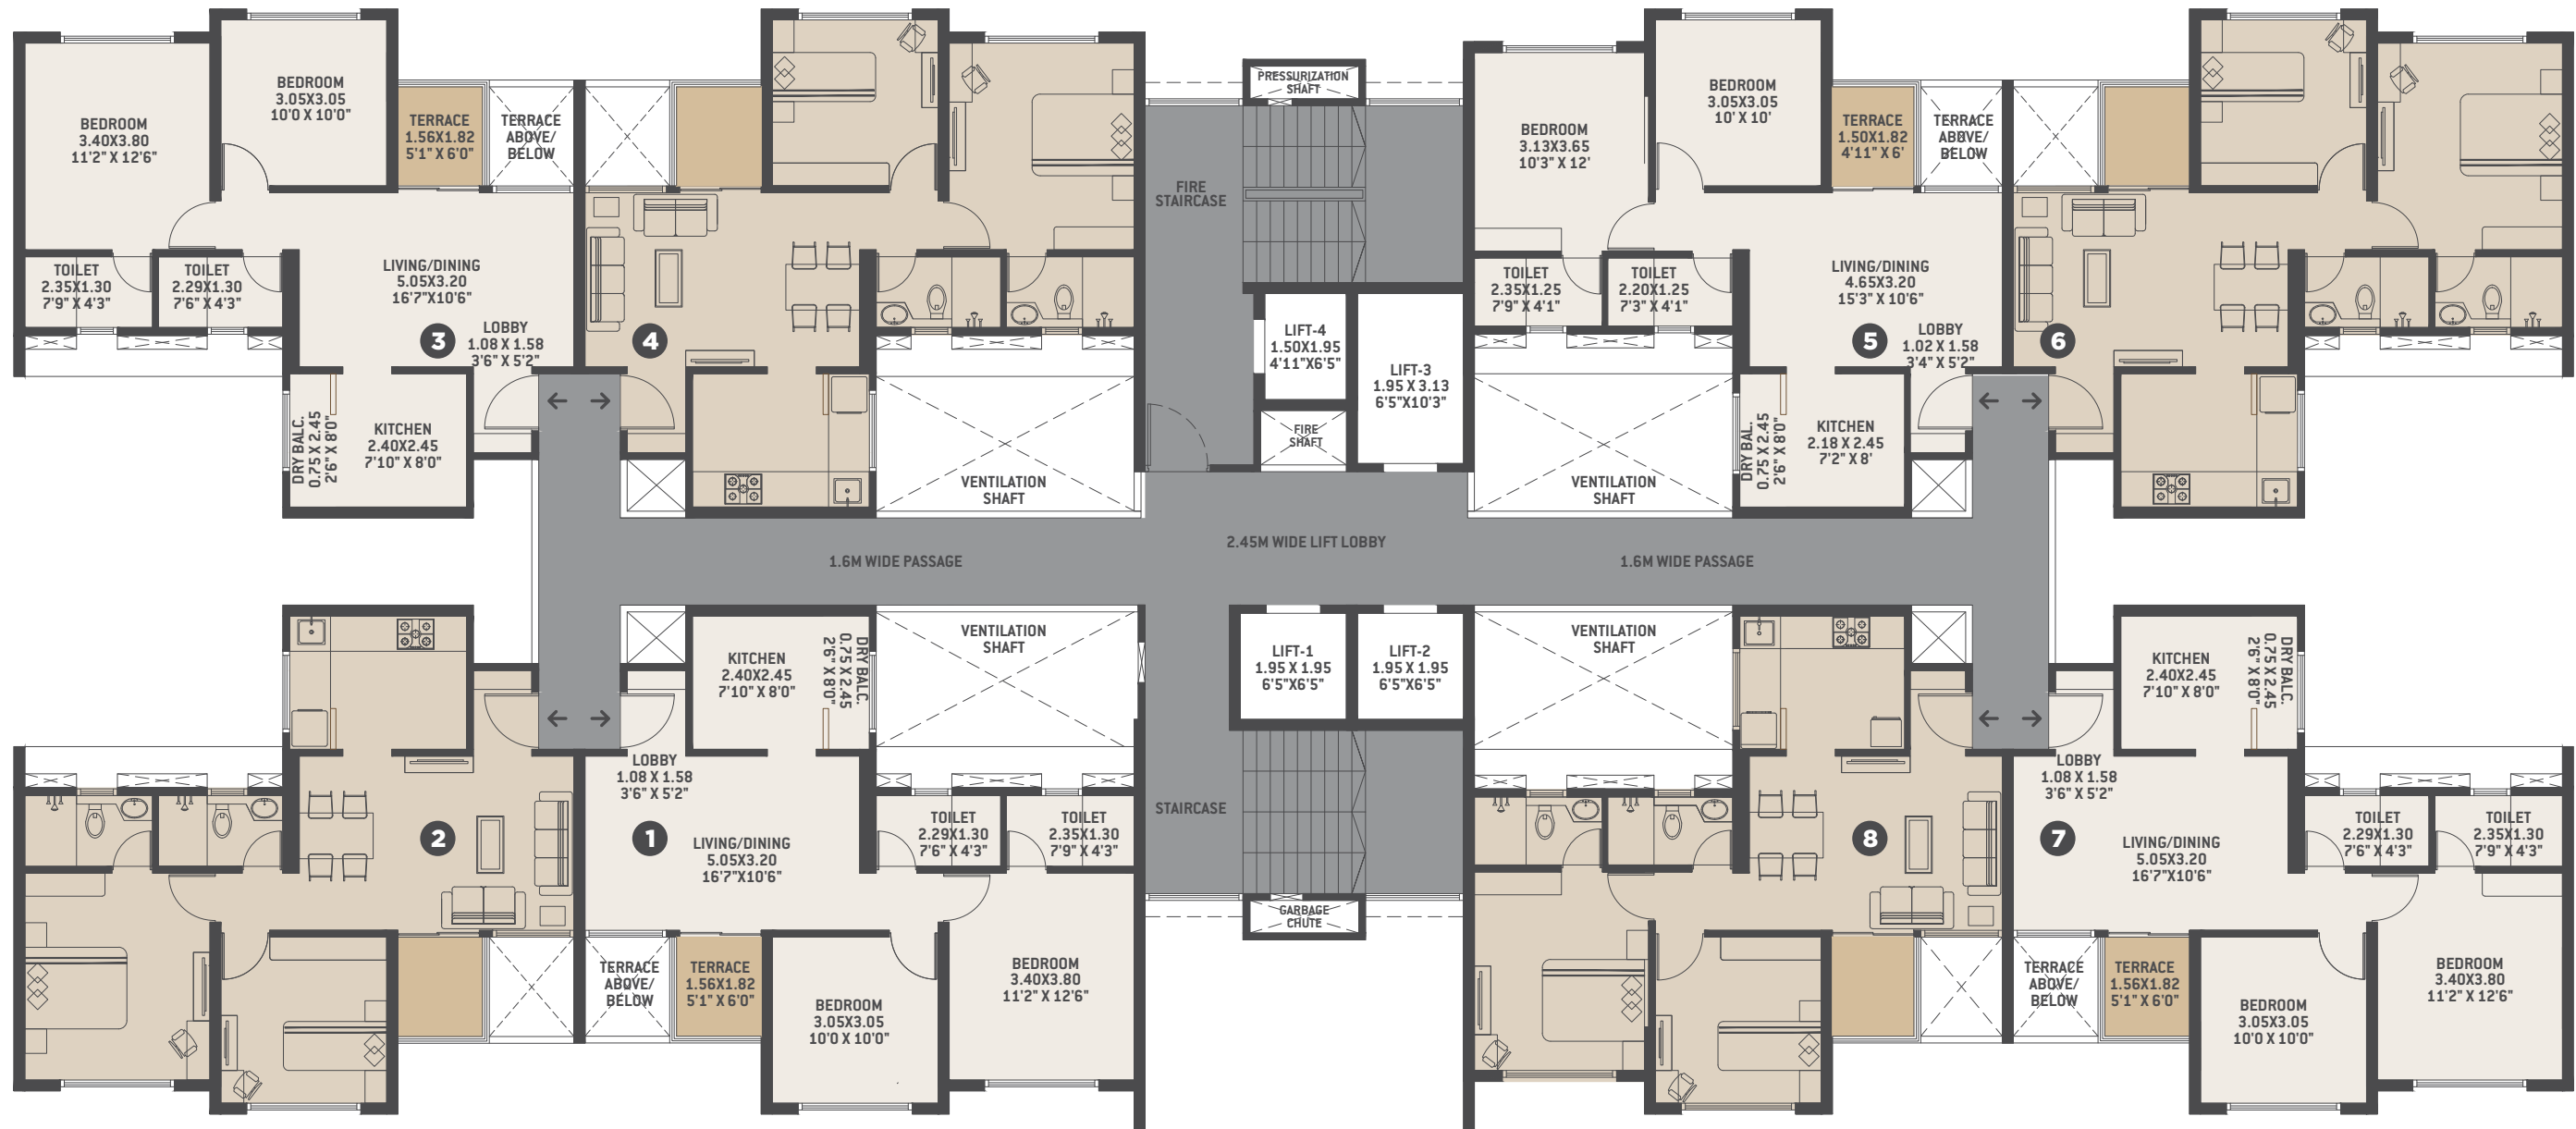 BEDROOM
3.40X3.80
11'2" X 12'6"
BEDROOM
3.05X3.05
10'0 X 10'0"
TERRACE
1.56X1.82
5'1" X 6'0"
TERRACE
ABOVE/
BELOW
TOILET
2.35X1.30
7'9" X 4'3"
TOILET
2.29X1.30
7'6" X 4'3"
LIVING/DINING
5.05X3.20
16'7"X10'6"
3
LOBBY
1.08 X 1.58
3'6" X 5'2"
DRY BALC.
0.75 X 2.45
2'6" X 8'0"
KITCHEN
2.40X2.45
7'10" X 8'0"
4
VENTILATION
SHAFT
PRESSURIZATION
SHAFT
FIRE
STAIRCASE
LIFT-4
1.50X1.95
4'11"X6'5"
LIFT-3
1.95 X 3.13
6'5"X10'3"
FIRE
SHAFT
BEDROOM
3.13X3.65
10'3" X 12'
BEDROOM
3.05X3.05
10' X 10'
TERRACE
1.50X1.82
4'11" X 6'
TERRACE
ABOVE/
BELOW
TOILET
2.35X1.25
7'9" X 4'1"
TOILET
2.20X1.25
7'3" X 4'1"
LIVING/DINING
4.65X3.20
15'3" X 10'6"
5
LOBBY
1.02 X 1.58
3'4" X 5'2"
VENTILATION
SHAFT
DRY BAL.
0.75 X 2.45
2'6" X 8'0"
KITCHEN
2.18 X 2.45
7'2" X 8'
6
1.6M WIDE PASSAGE
2.45M WIDE LIFT LOBBY
1.6M WIDE PASSAGE
2
1
KITCHEN
2.40X2.45
7'10" X 8'0"
DRY BALC.
0.75 X 2.45
2'6" X 8'0"
LOBBY
1.08 X 1.58
3'6" X 5'2"
LIVING/DINING
5.05X3.20
16'7"X10'6"
VENTILATION
SHAFT
TOILET
2.29X1.30
7'6" X 4'3"
TOILET
2.35X1.30
7'9" X 4'3"
TERRACE
ABOVE/
BELOW
TERRACE
1.56X1.82
5'1" X 6'0"
BEDROOM
3.05X3.05
10'0 X 10'0"
BEDROOM
3.40X3.80
11'2" X 12'6"
LIFT-1
1.95 X 1.95
6'5"X6'5"
LIFT-2
1.95 X 1.95
6'5"X6'5"
STAIRCASE
GARBAGE
CHUTE
VENTILATION
SHAFT
8
7
KITCHEN
2.40X2.45
7'10" X 8'0"
DRY BALC.
0.75 X 2.45
2'6" X 8'0"
LOBBY
1.08 X 1.58
3'6" X 5'2"
LIVING/DINING
5.05X3.20
16'7"X10'6"
TOILET
2.29X1.30
7'6" X 4'3"
TOILET
2.35X1.30
7'9" X 4'3"
TERRACE
ABOVE/
BELOW
TERRACE
1.56X1.82
5'1" X 6'0"
BEDROOM
3.05X3.05
10'0 X 10'0"
BEDROOM
3.40X3.80
11'2" X 12'6"